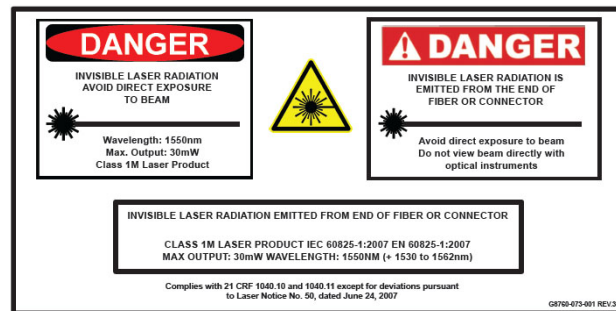 DANGER
INVISIBLE LASER RADIATION
AVOID DIRECT EXPOSURE
TO BEAM
Wavelength: 1550nm
Max. Output: 30mW
Class 1M Laser Product
DANGER
INVISIBLE LASER RADIATION IS
EMITTED FROM THE END OF
FIBER OR CONNECTOR
Avoid direct exposure to beam
Do not view beam directly with
optical instruments
INVISIBLE LASER RADIATION EMITTED FROM END OF FIBER OR CONNECTOR
CLASS 1M LASER PRODUCT IEC 60825-1:2007 EN 60825-1:2007
MAX OUTPUT: 30mW WAVELENGTH: 1550NM (+ 1530 to 1562nm)
Complies with 21 CRF 1040.10 and 1040.11 except for deviations pursuant
to Laser Notice No. 50, dated June 24, 2007
G8760-073-001 REV.3